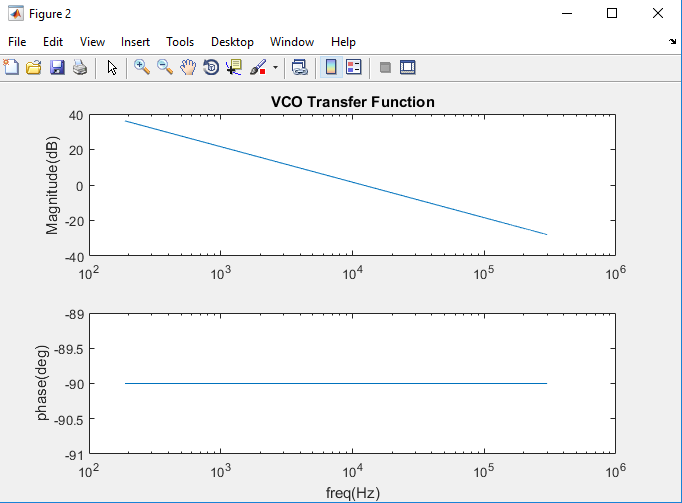 Figure 2
File Edit View Insert Tools Desktop Window Help
VCO Transfer Function
Magnitude(dB)
40
20
0
-20
-40
10^2 10^3 10^4 10^5 10^6
phase(deg)
-89
-89.5
-90
-90.5
-91
10^2 10^3 10^4 10^5 10^6
freq(Hz)